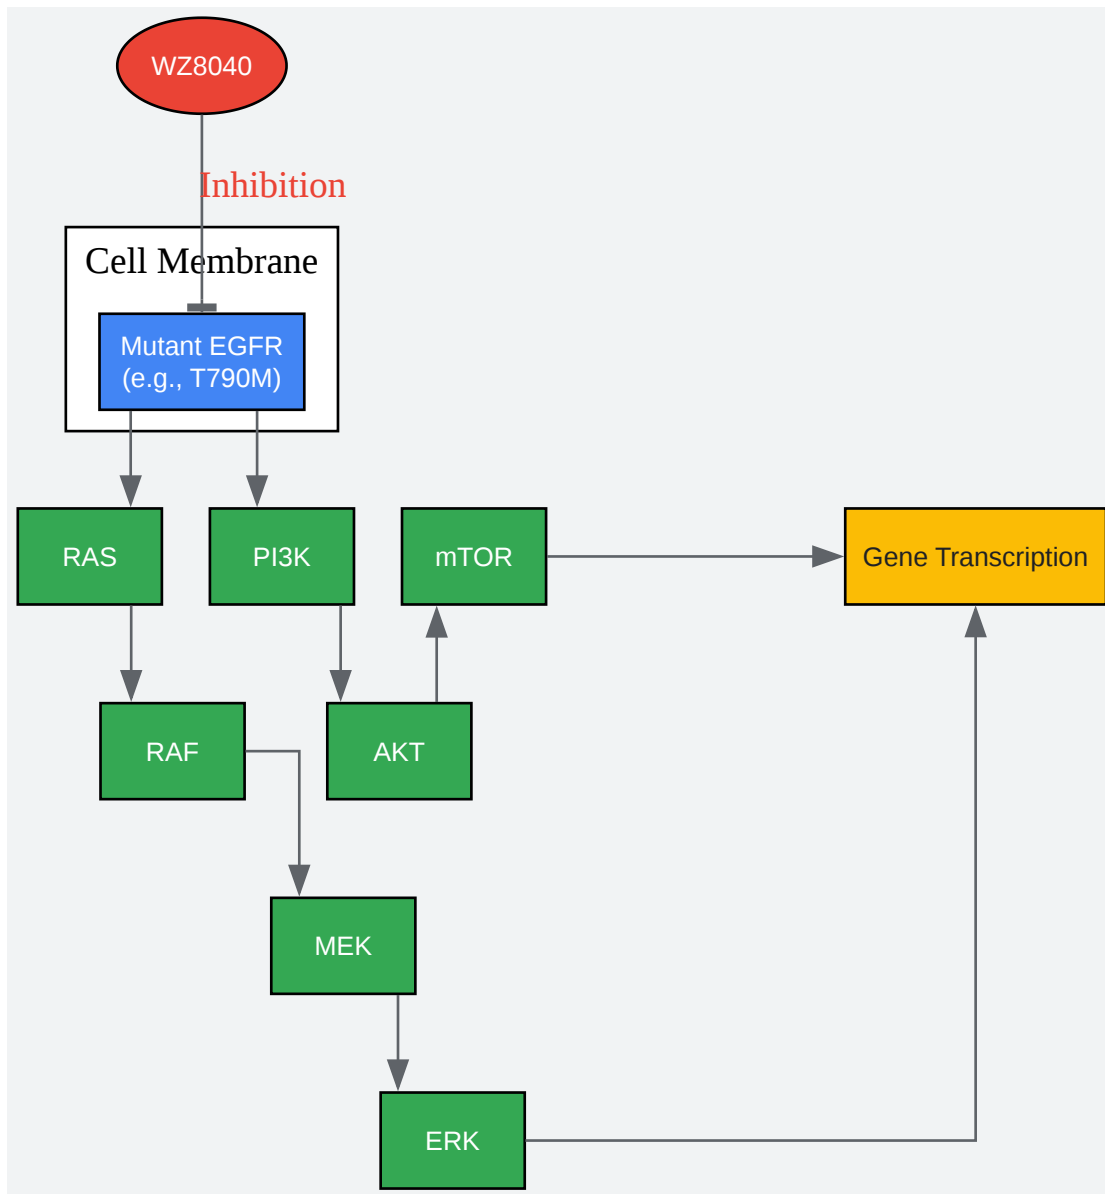 WZ8040
Inhibition
Cell Membrane
Mutant EGFR
(e.g., T790M)
RAS
PI3K
mTOR
Gene Transcription
RAF
AKT
MEK
ERK